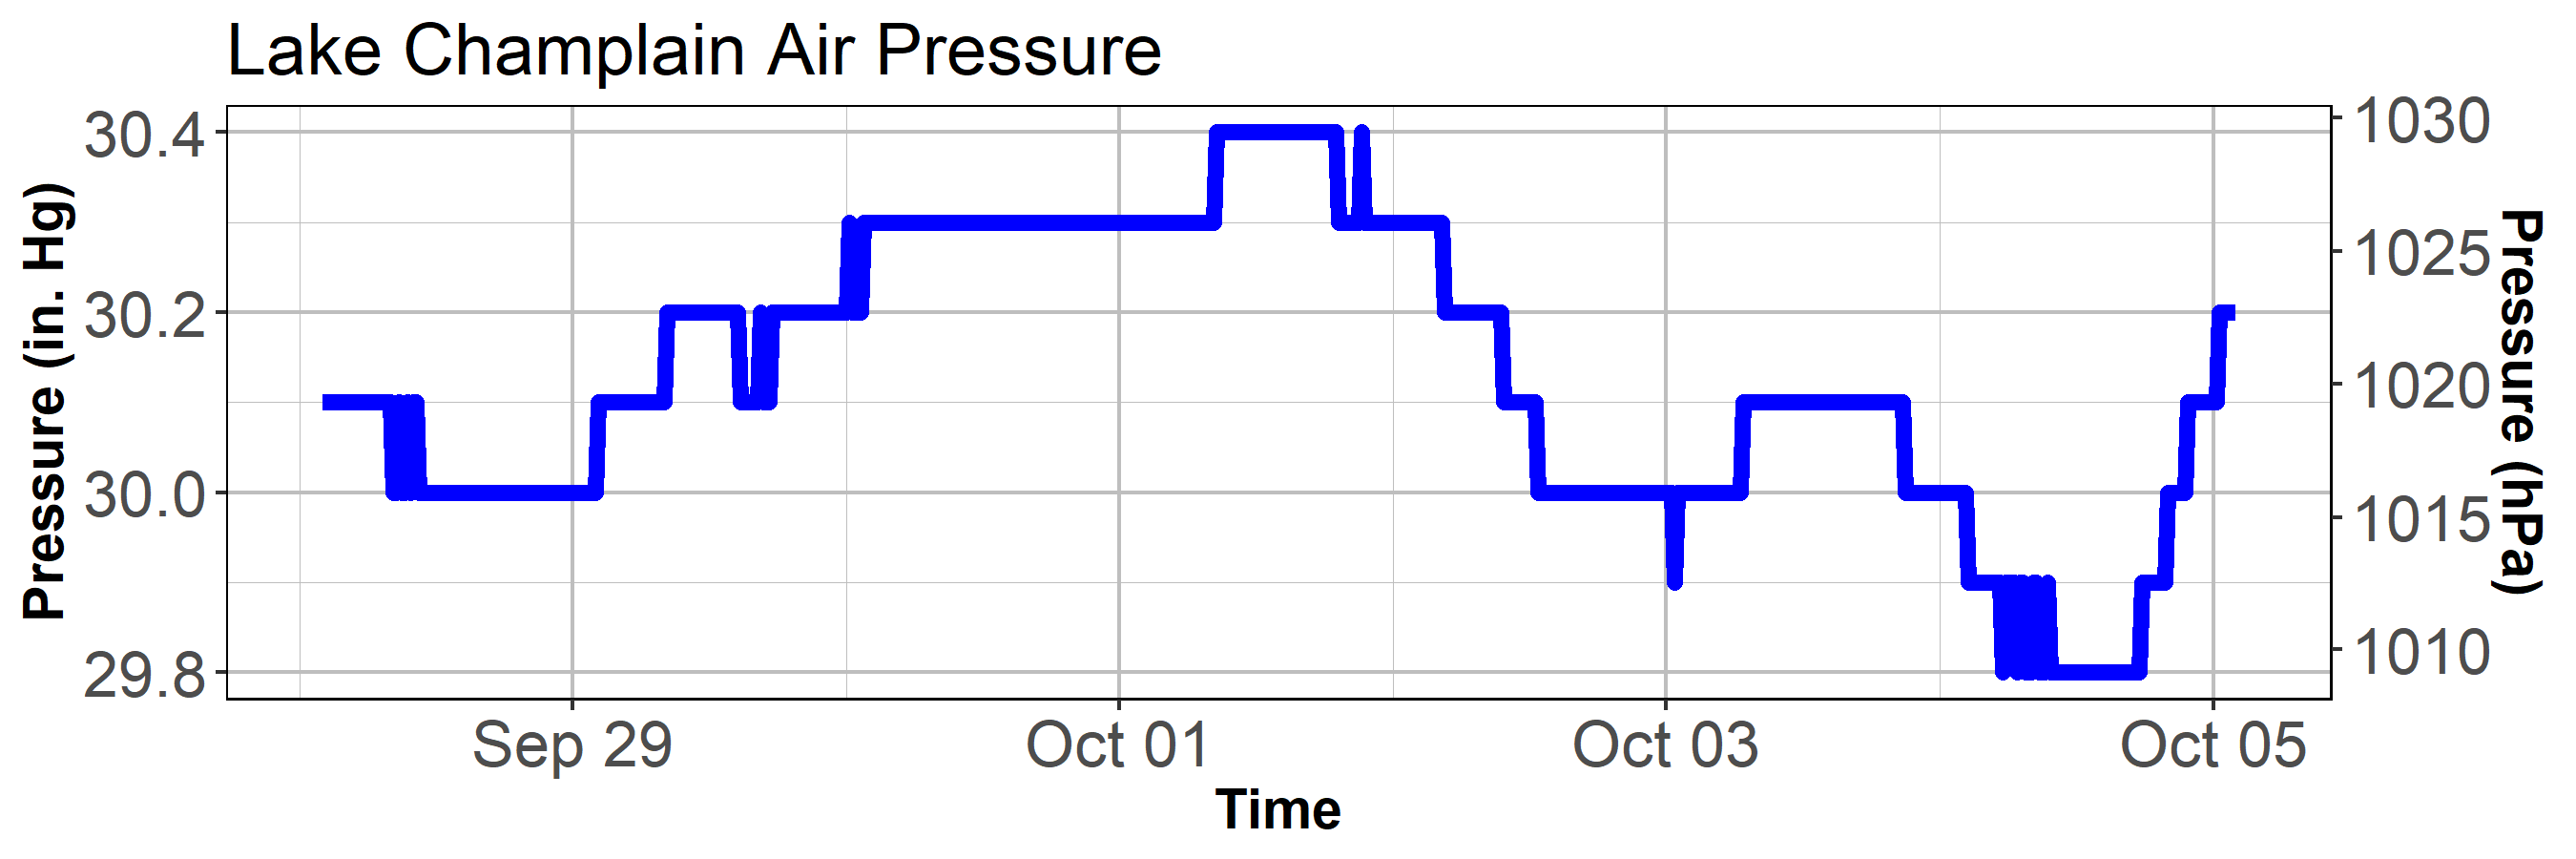 Lake Champlain Air Pressure
Pressure (in. Hg)
30.4
30.2
30.0
29.8
1030
1025
1020
1015
1010
Pressure (hPa)
Sep 29
Oct 01
Oct 03
Oct 05
Time